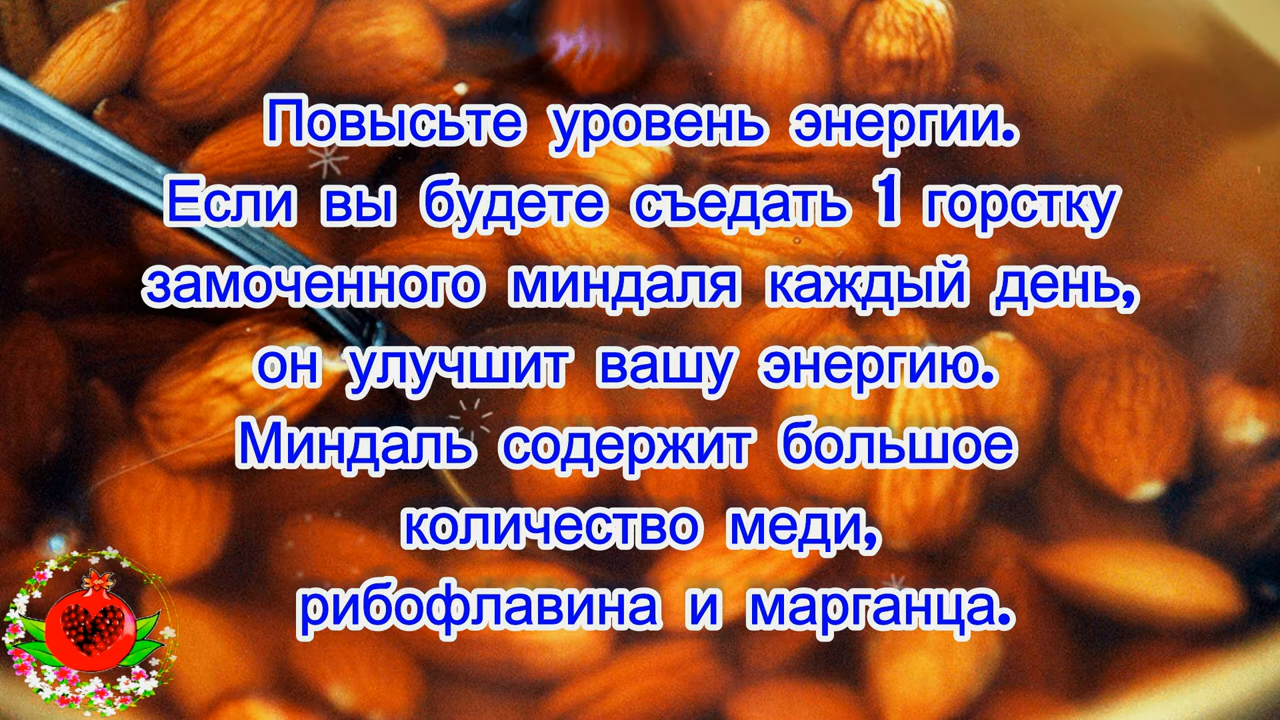 Повысьте уровень энергии.
Если вы будете съедать 1 горстку
замоченного миндаля каждый день,
он улучшит вашу энергию.
Миндаль содержит большое
количество меди,
рибофлавина и марганца.